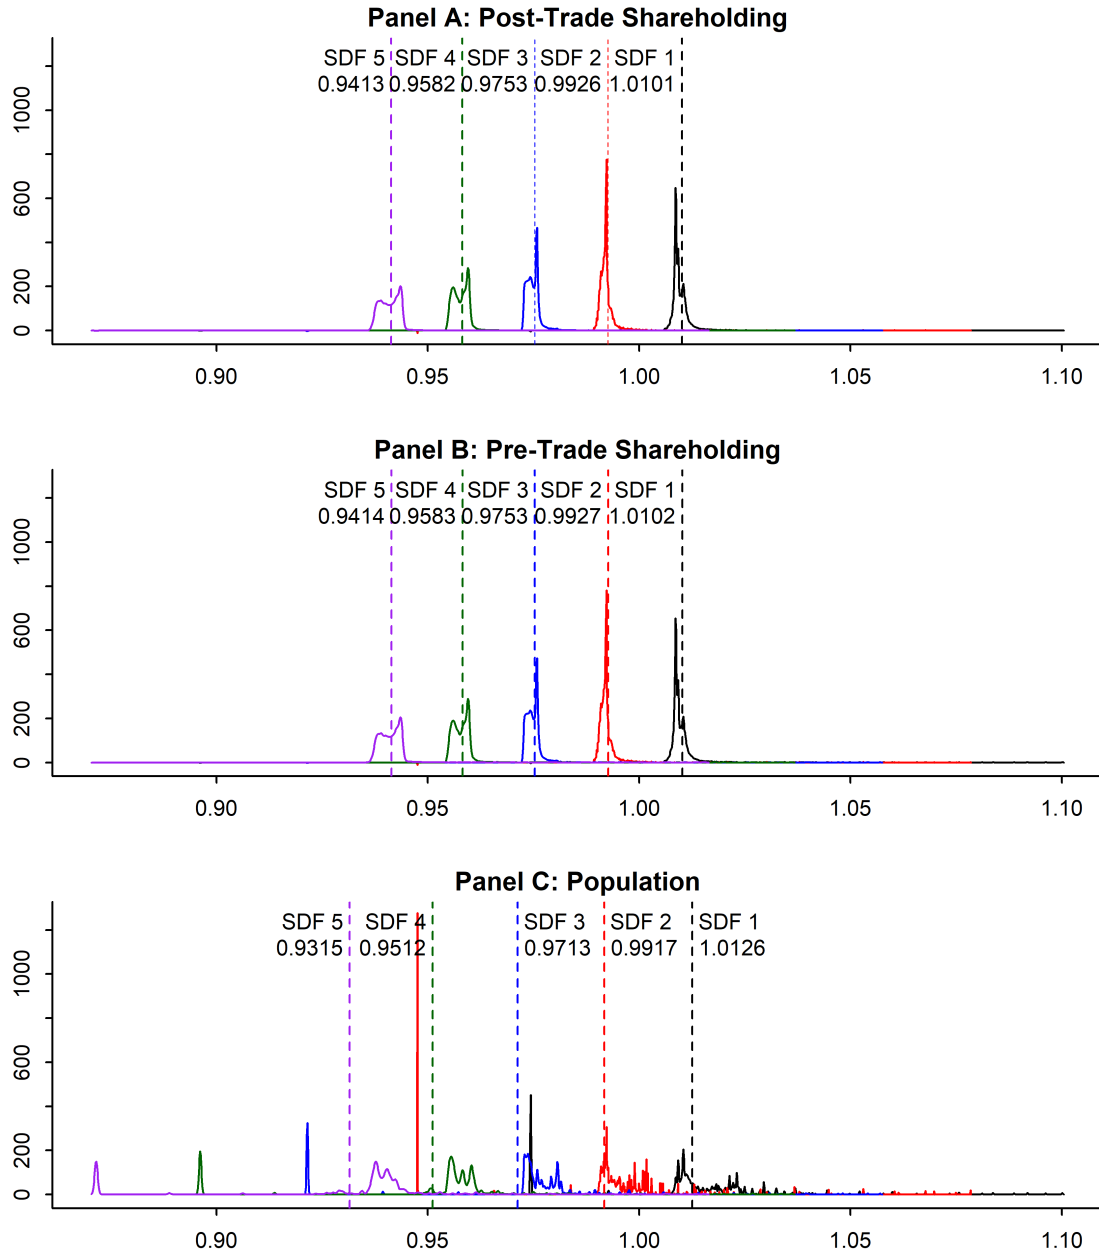 Panel A: Post-Trade Shareholding
SDF 5 SDF 4 SDF 3 SDF 2 SDF 1
0.9413 0.9582 0.9753 0.9926 1.0101
1000
600
200
0
0.90 0.95 1.00 1.05 1.10
Panel B: Pre-Trade Shareholding
SDF 5 SDF 4 SDF 3 SDF 2 SDF 1
0.9414 0.9583 0.9753 0.9927 1.0102
1000
600
200
0
0.90 0.95 1.00 1.05 1.10
Panel C: Population
SDF 5 SDF 4 SDF 3 SDF 2 SDF 1
0.9315 0.9512 0.9713 0.9917 1.0126
1000
600
200
0
0.90 0.95 1.00 1.05 1.10